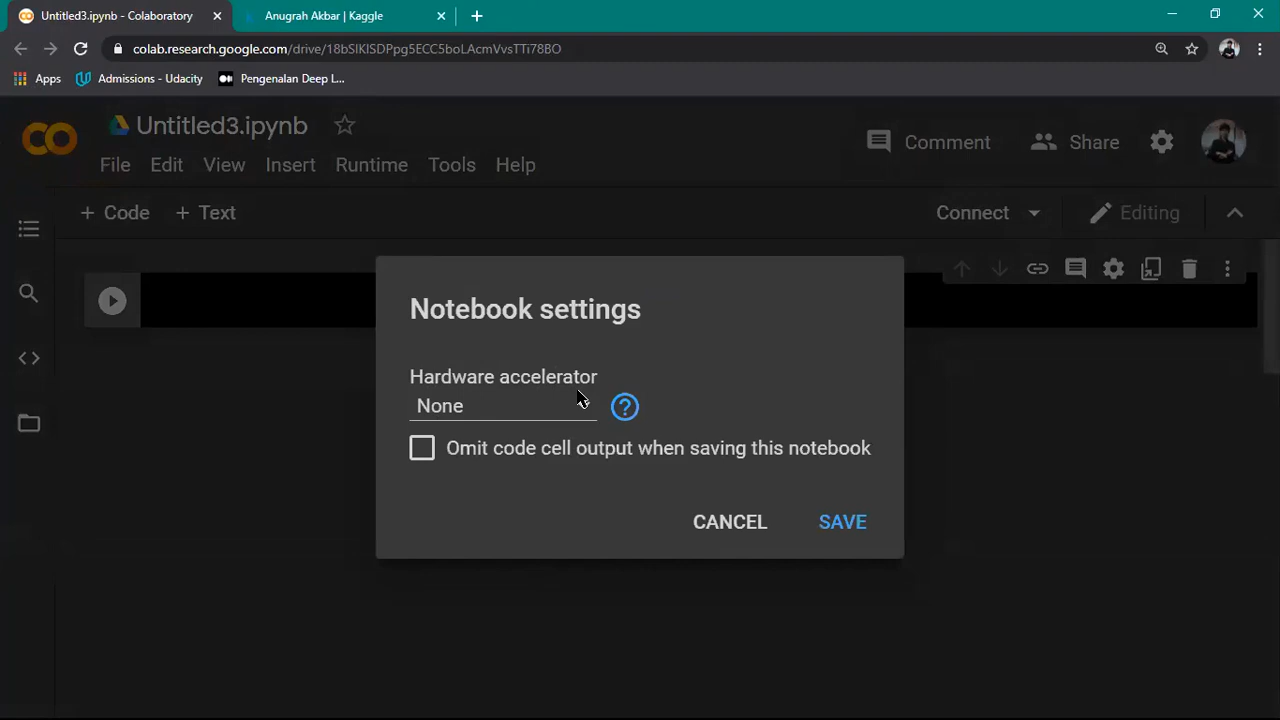 Untitled3.ipynb - Colaboratory
Anugrah Akbar | Kaggle
colab.research.google.com/drive/18bSlKlSDPpg5ECC5boLAcmVvsTTi78BO
Apps
Admissions - Udacity
Pengenalan Deep L...
Untitled3.ipynb
Comment
Share
File Edit View Insert Runtime Tools Help
+ Code + Text
Connect
Editing
Notebook settings
Hardware accelerator
None
Omit code cell output when saving this notebook
CANCEL SAVE